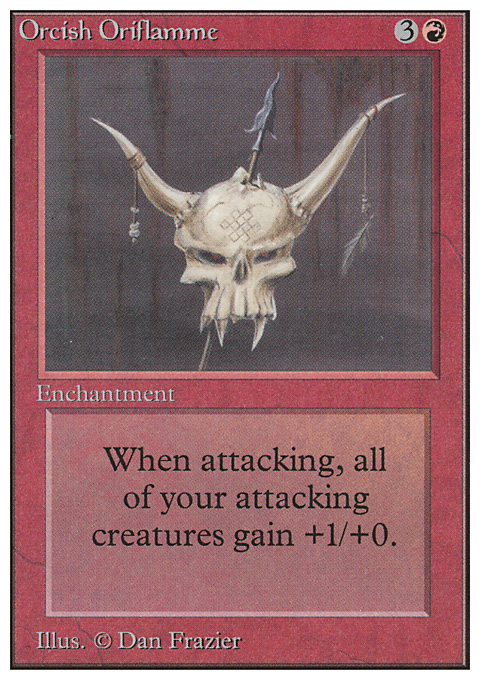 Orcish Oriflamme 3
Enchantment
When attacking, all
of your attacking
creatures gain +1/+0.
Illus. © Dan Frazier